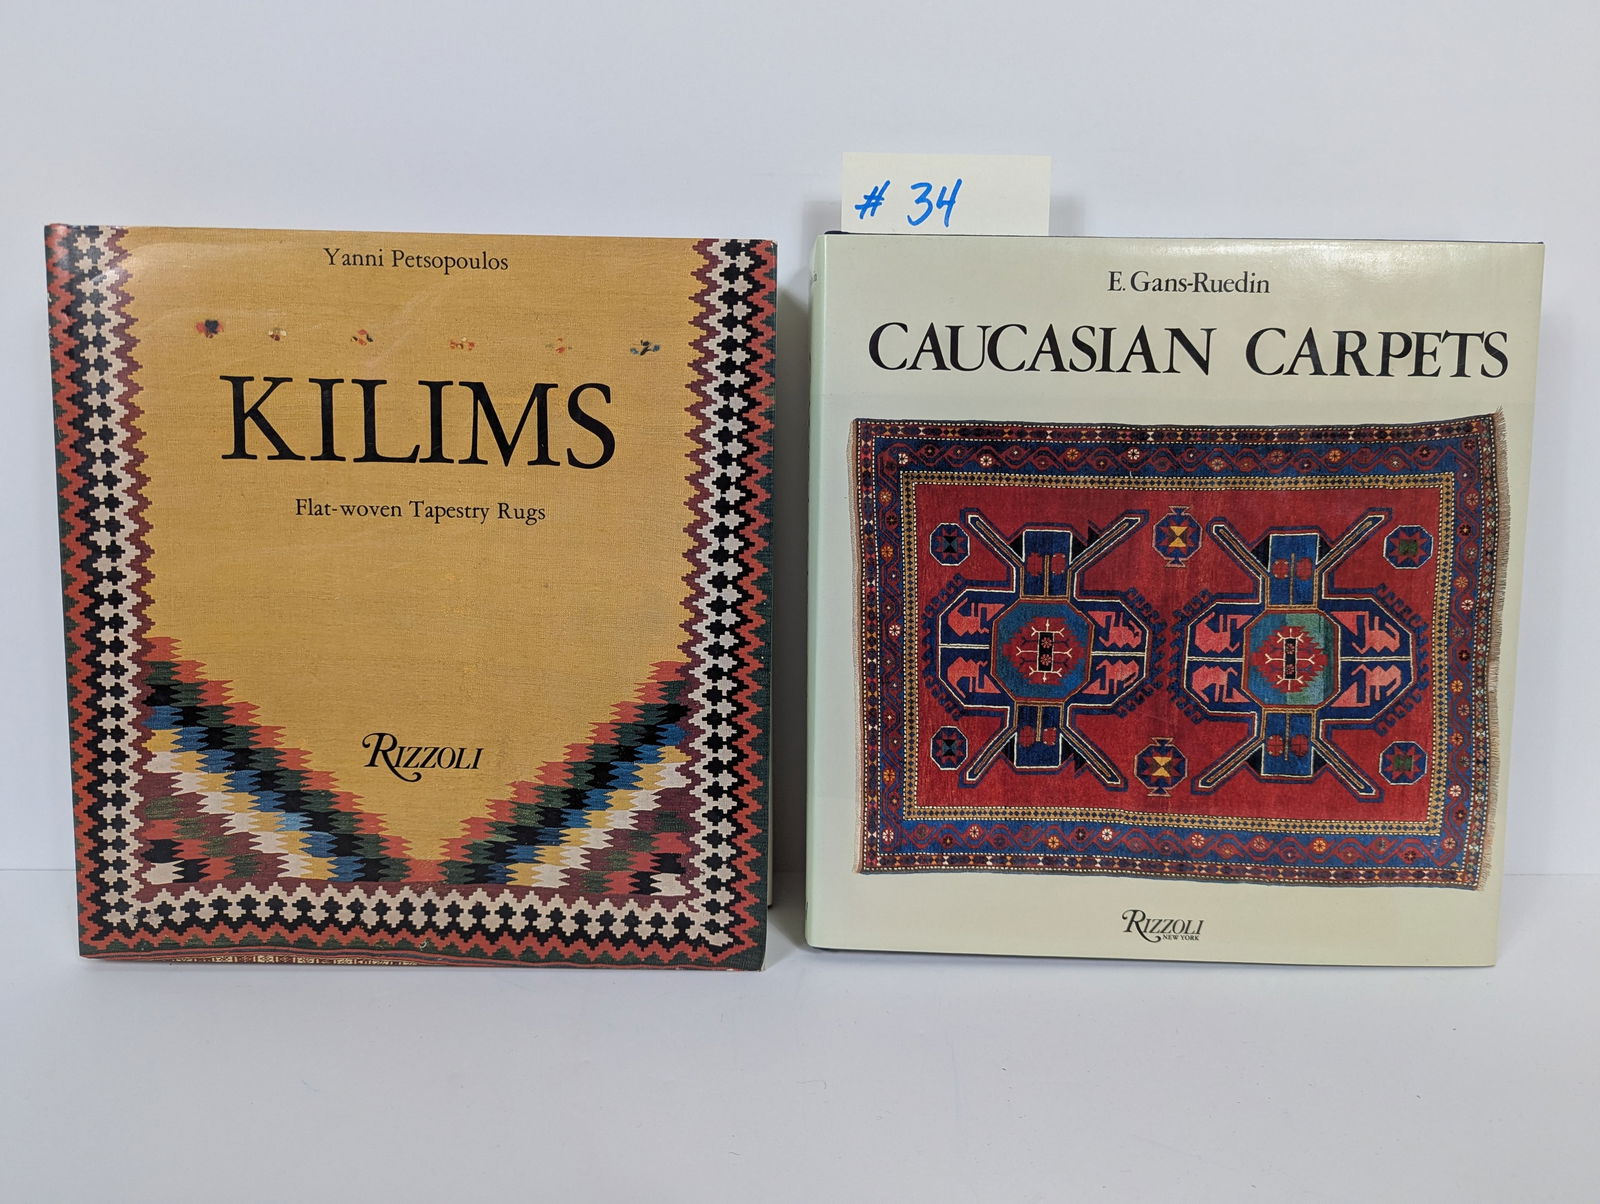 Yanni Petsopoulos
KILIMS
Flat-woven Tapestry Rugs
RIZZOLI
# 34
E. Gans-Ruedin
CAUCASIAN CARPETS
RIZZOLI
NEW YORK